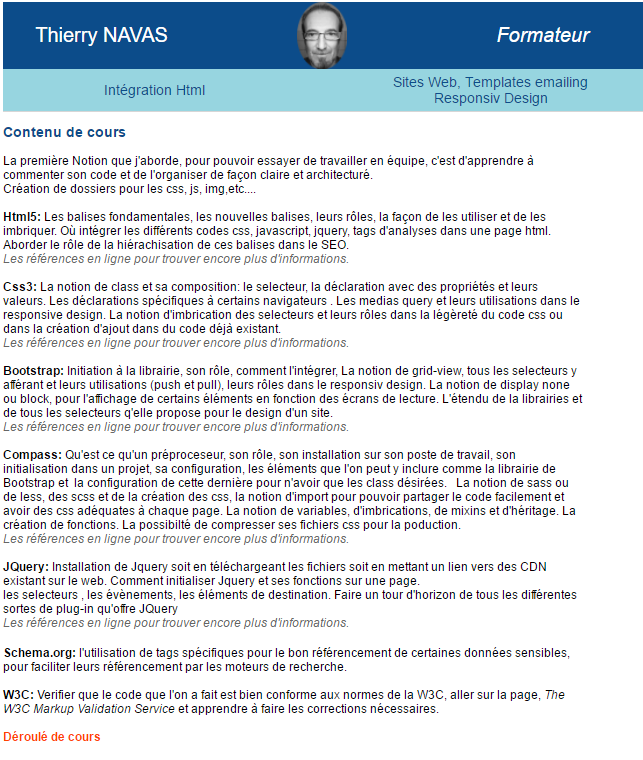 Thierry NAVAS
Formateur
Intégration Html
Sites Web, Templates emailing
Responsiv Design
Contenu de cours
La première Notion que j'aborde, pour pouvoir essayer de travailler en équipe, c'est d'apprendre à
commenter son code et de l'organiser de façon claire et architecturé.
Création de dossiers pour les css, js, img,etc....
Html5: Les balises fondamentales, les nouvelles balises, leurs rôles, la façon de les utiliser et de les
imbriquer. Où intégrer les différents codes css, javascript, jquery, tags d'analyses dans une page html.
Aborder le rôle de la hiérachisation de ces balises dans le SEO.
Les références en ligne pour trouver encore plus d'informations.
Css3: La notion de class et sa composition: le selecteur, la déclaration avec des propriétés et leurs
valeurs. Les déclarations spécifiques à certains navigateurs . Les medias query et leurs utilisations dans le
responsive design. La notion d'imbrication des selecteurs et leurs rôles dans la légèreté du code css ou
dans la création d'ajout dans du code déjà existant.
Les références en ligne pour trouver encore plus d'informations.
Bootstrap: Initiation à la librairie, son rôle, comment l'intégrer, La notion de grid-view, tous les selecteurs y
afférant et leurs utilisations (push et pull), leurs rôles dans le responsiv design. La notion de display none
ou block, pour l'affichage de certains éléments en fonction des écrans de lecture. L'étendu de la librairies et
de tous les selecteurs q'elle propose pour le design d'un site.
Les références en ligne pour trouver encore plus d'informations.
Compass: Qu'est ce qu'un préproceseur, son rôle, son installation sur son poste de travail, son
initialisation dans un projet, sa configuration, les éléments que l'on peut y inclure comme la librairie de
Bootstrap et la configuration de cette dernière pour n'avoir que les class désirées. La notion de sass ou
de less, des scss et de la création des css, la notion d'import pour pouvoir partager le code facilement et
avoir des css adéquates à chaque page. La notion de variables, d'imbrications, de mixins et d'héritage. La
création de fonctions. La possibilté de compresser ses fichiers css pour la poduction.
Les références en ligne pour trouver encore plus d'informations.
JQuery: Installation de Jquery soit en téléchargeant les fichiers soit en mettant un lien vers des CDN
existant sur le web. Comment initialiser Jquery et ses fonctions sur une page.
les selecteurs , les évènements, les éléments de destination. Faire un tour d'horizon de tous les différentes
sortes de plug-in qu'offre JQuery
Les références en ligne pour trouver encore plus d'informations.
Schema.org: l'utilisation de tags spécifiques pour le bon référencement de certaines données sensibles,
pour faciliter leurs référencement par les moteurs de recherche.
W3C: Verifier que le code que l'on a fait est bien conforme aux normes de la W3C, aller sur la page, The
W3C Markup Validation Service et apprendre à faire les corrections nécessaires.
Déroulé de cours